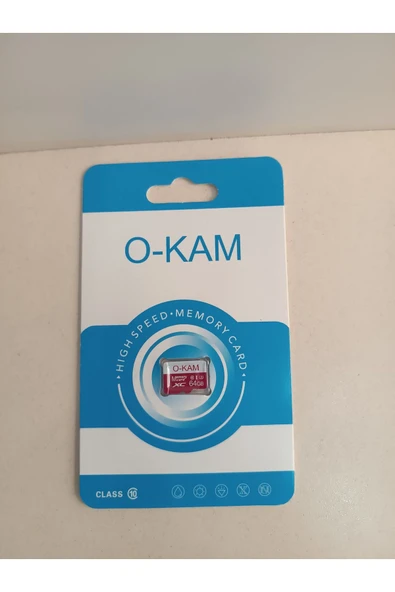 O-KAM
HIGH SPEED • MEMORY CARD
O-KAM
XC 64GB
CLASS 10